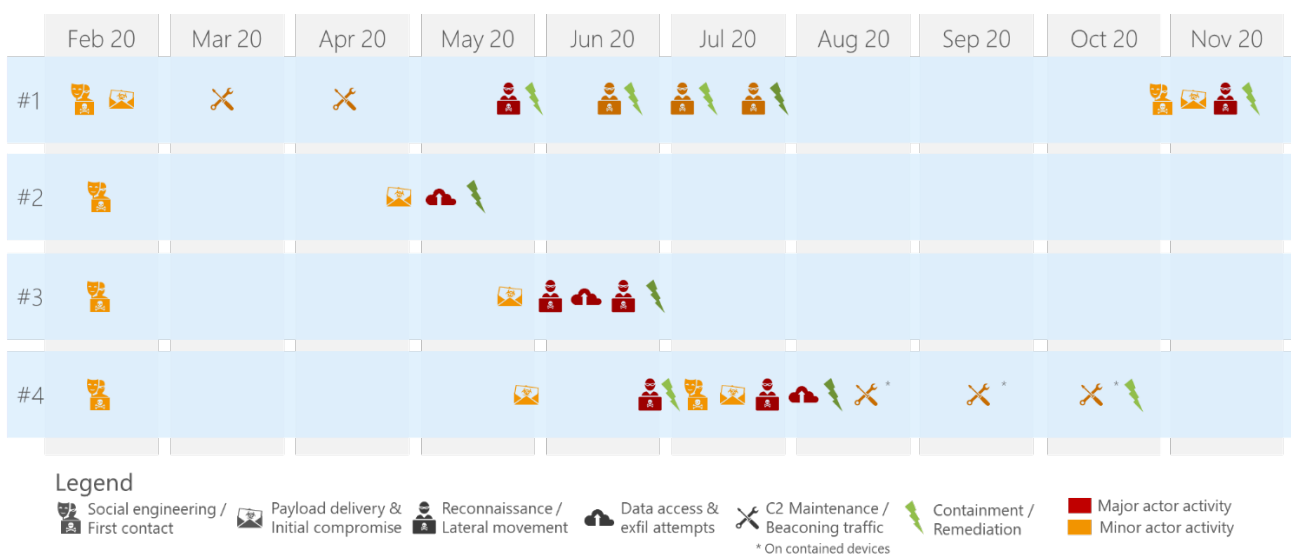 Feb 20 Mar 20 Apr 20 May 20 Jun 20 Jul 20 Aug 20 Sep 20 Oct 20 Nov 20
#1
#2
#3
#4
* * *
Legend
Social engineering /
First contact
Payload delivery &
Initial compromise
Reconnaissance /
Lateral movement
Data access &
exfil attempts
C2 Maintenance /
Beaconing traffic
* On contained devices
Containment /
Remediation
Major actor activity
Minor actor activity